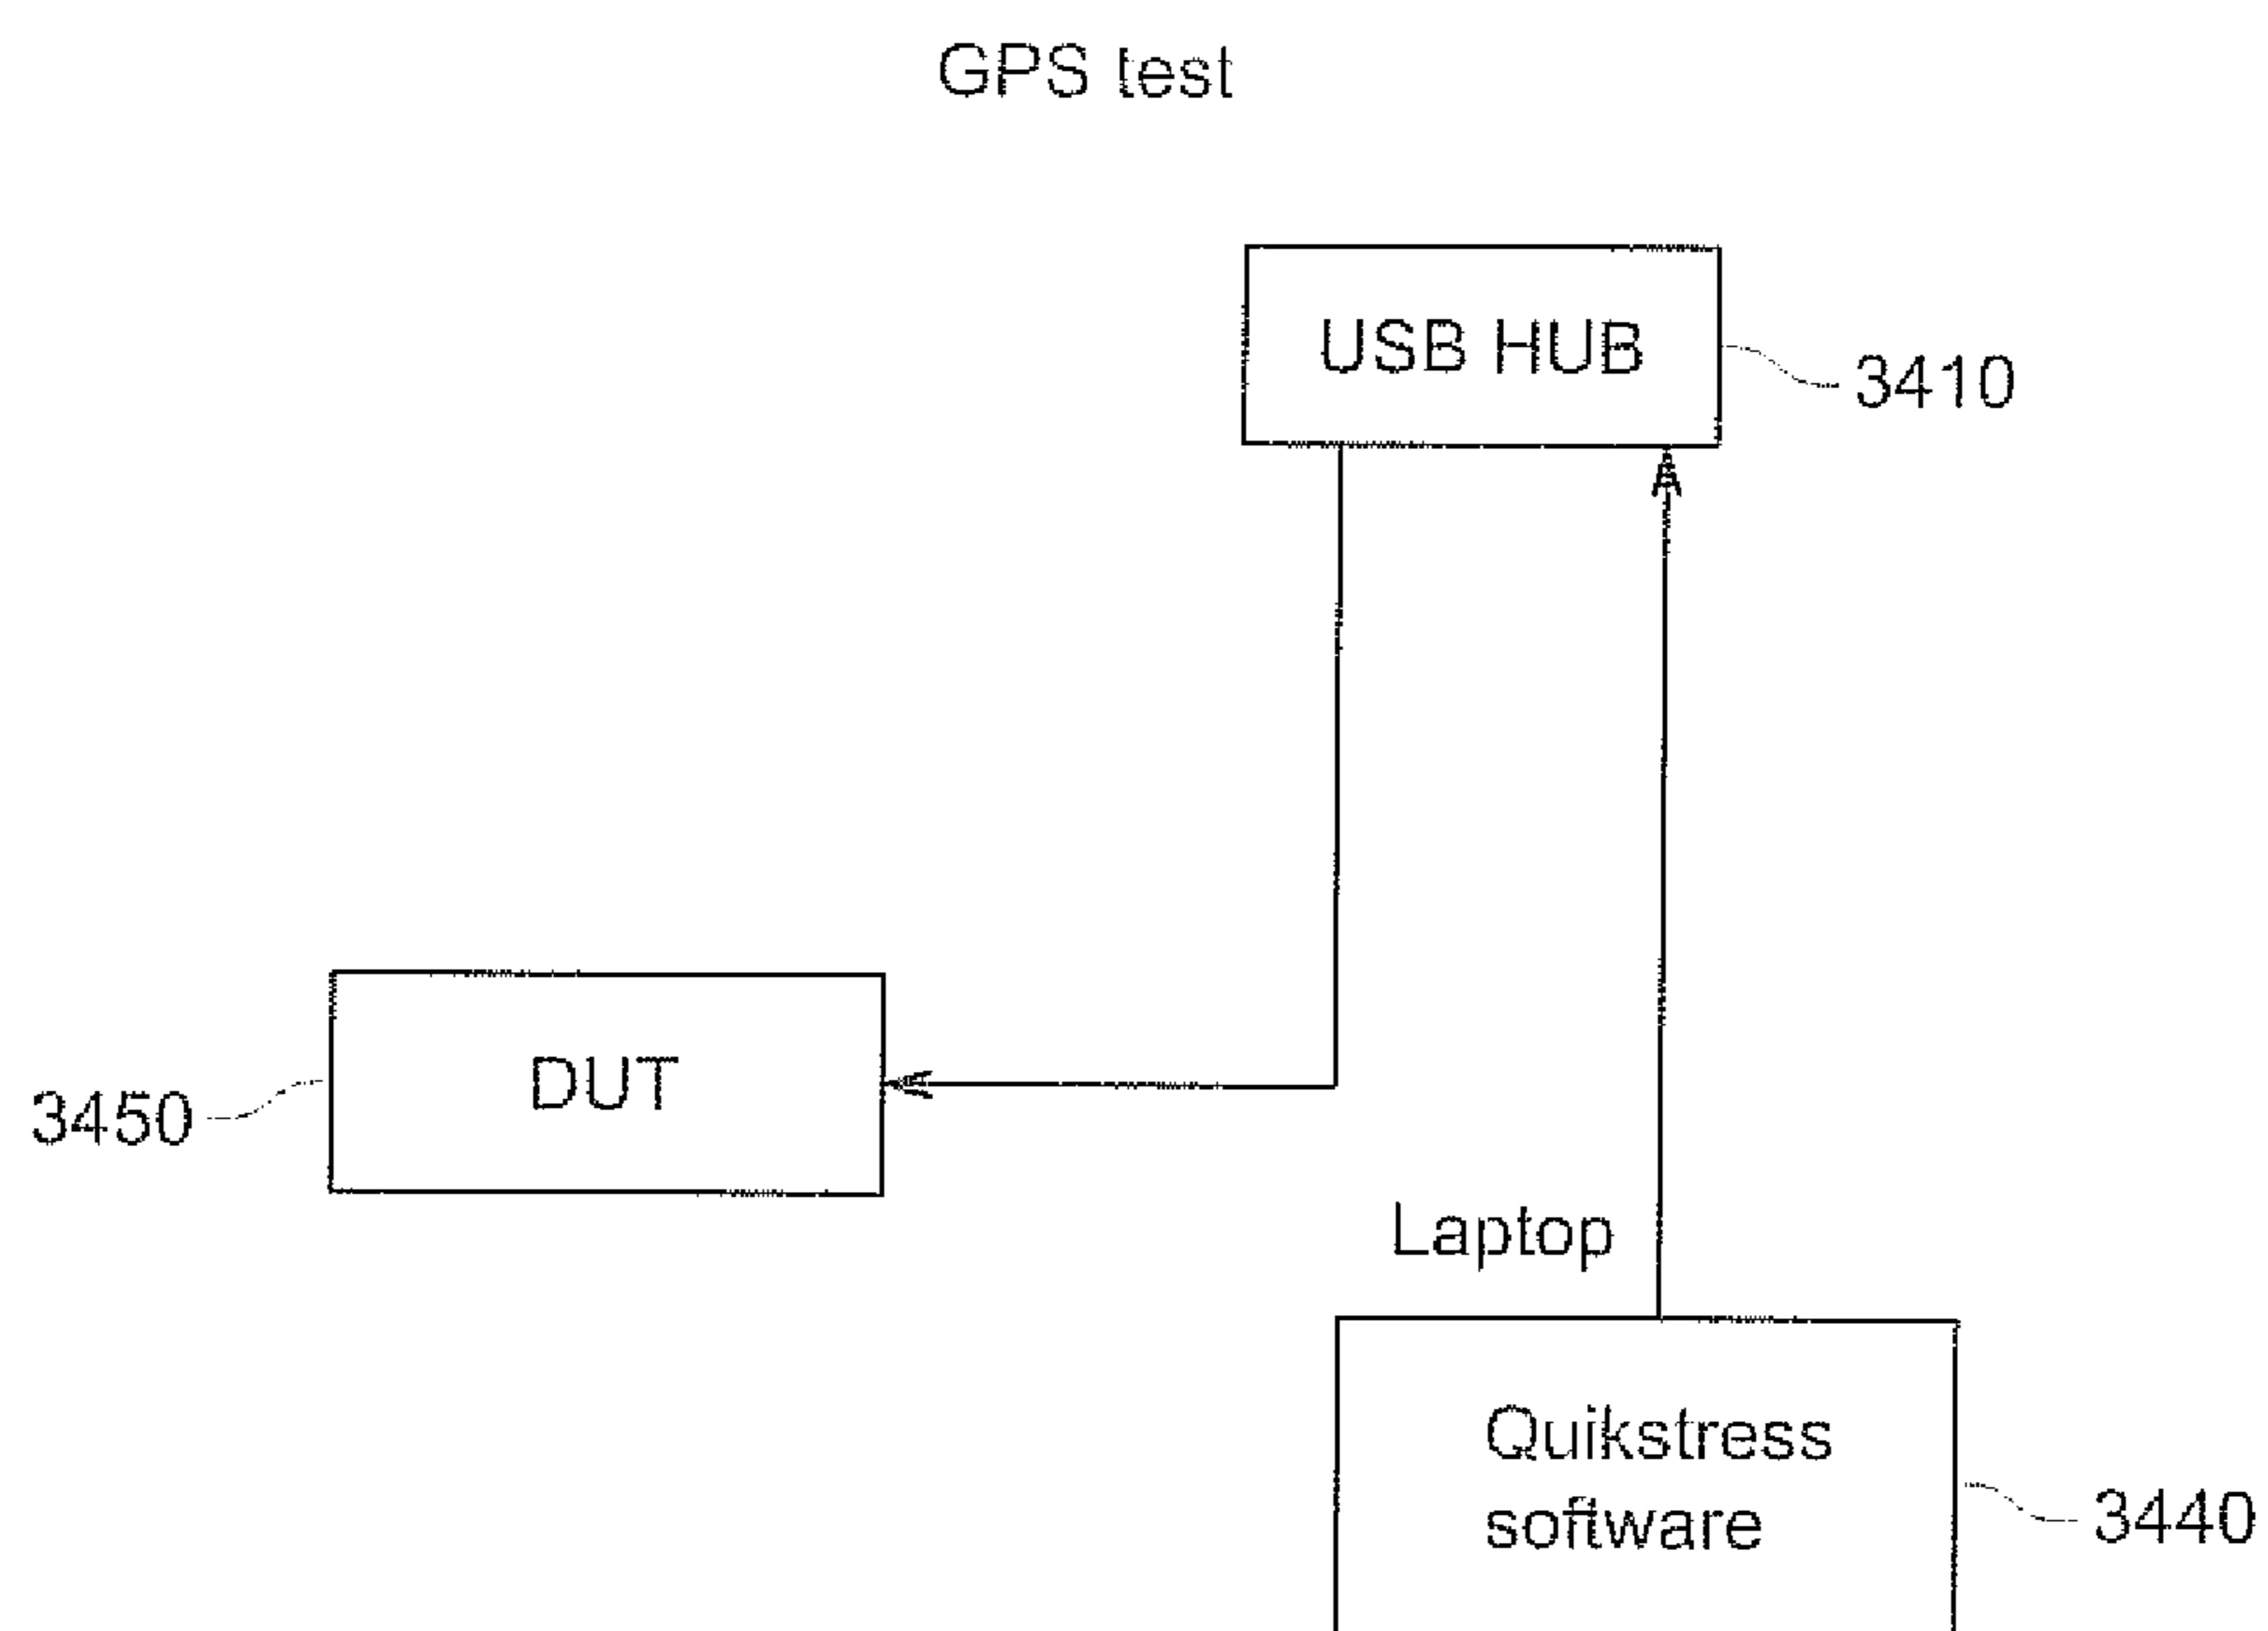 GPS test
USB HUB
3410
DUT
3450
Laptop
Quikstress
software
3440